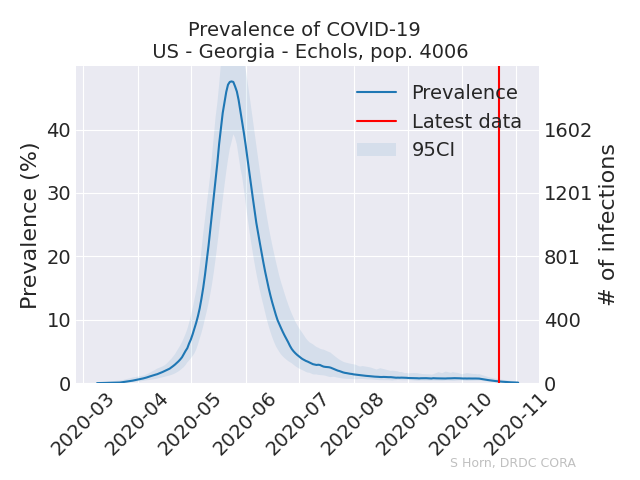 Prevalence of COVID-19
US - Georgia - Echols, pop. 4006
Prevalence
Latest data
95CI
Prevalence (%)
40
30
20
10
0
# of infections
1602
1201
801
400
0
2020-03
2020-04
2020-05
2020-06
2020-07
2020-08
2020-09
2020-10
2020-11
S Horn, DRDC CORA